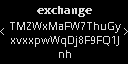 exchange
< TMZWxMaFW7ThuGy >
xvxxpwWqDj8F9FQ1J
nh